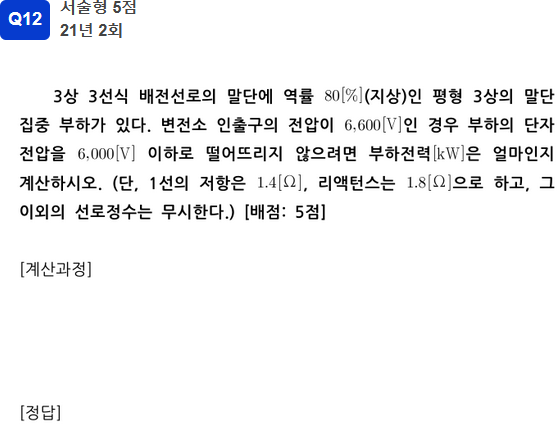 Q12
서술형 5점
21년 2회
3상 3선식 배전선로의 말단에 역률 80[%](지상)인 평형 3상의 말단
집중 부하가 있다. 변전소 인출구의 전압이 6,600[V]인 경우 부하의 단자
전압을 6,000[V] 이하로 떨어뜨리지 않으려면 부하전력[kW]은 얼마인지
계산하시오. (단, 1선의 저항은 1.4[Ω], 리액턴스는 1.8[Ω]으로 하고, 그
이외의 선로정수는 무시한다.) [배점: 5점]
[계산과정]
[정답]